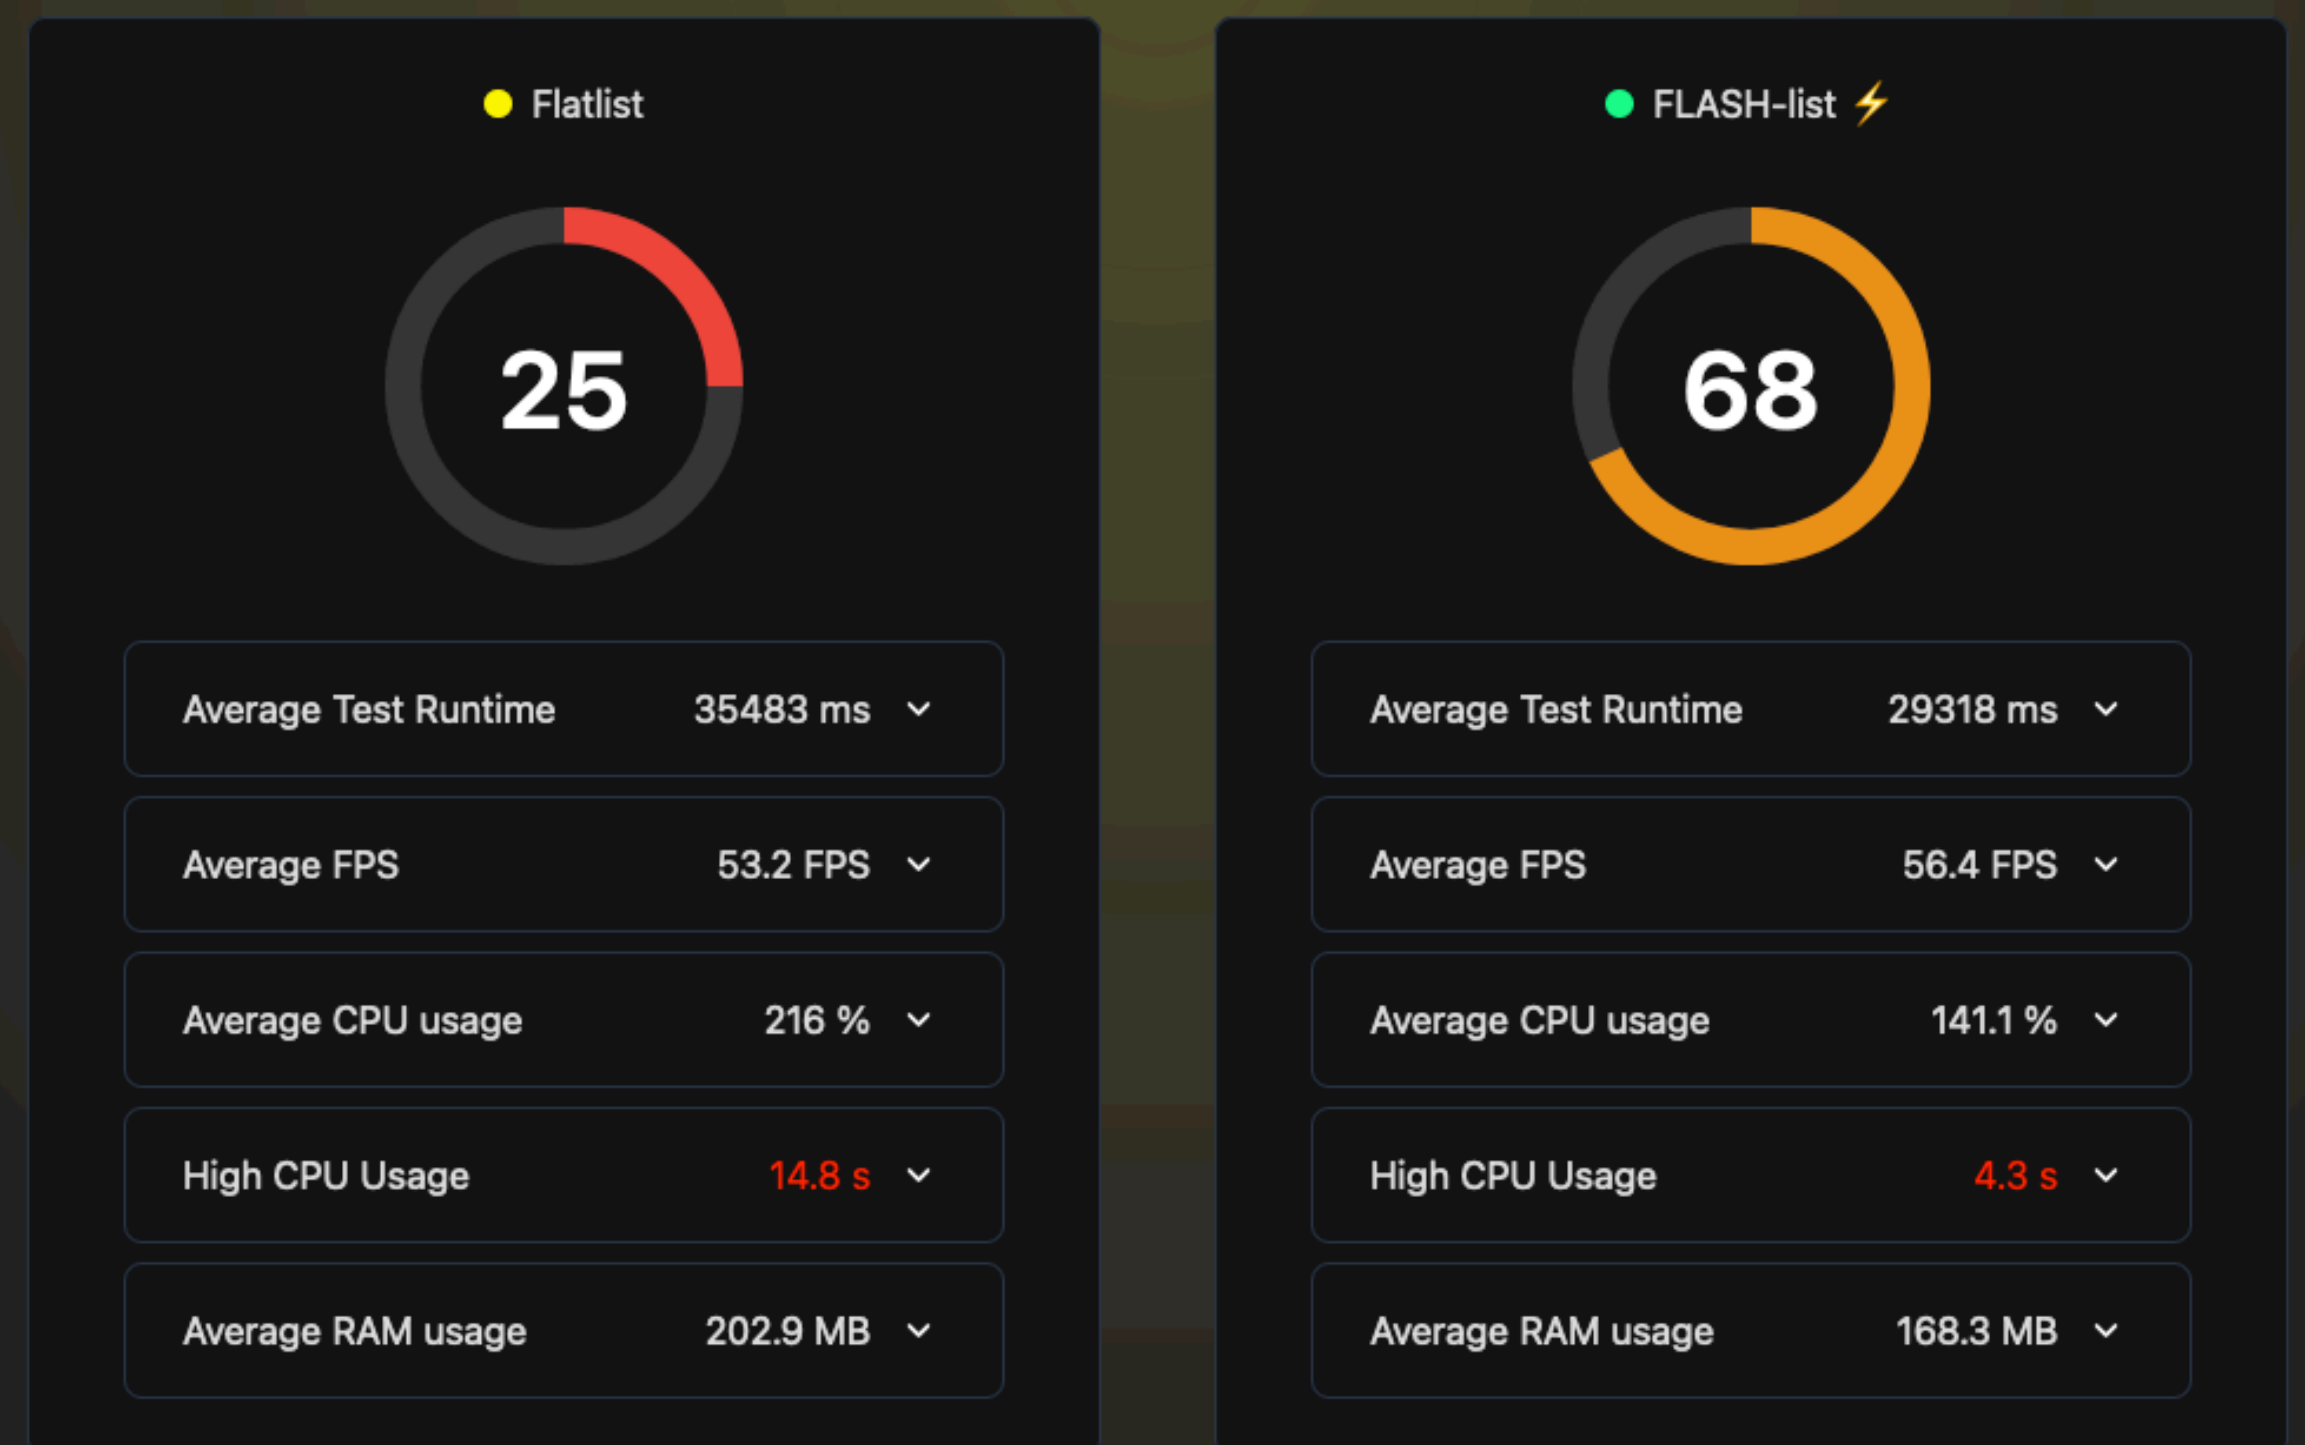 Flatlist
25
Average Test Runtime 35483 ms
Average FPS 53.2 FPS
Average CPU usage 216 %
High CPU Usage 14.8 s
Average RAM usage 202.9 MB
FLASH-list ⚡
68
Average Test Runtime 29318 ms
Average FPS 56.4 FPS
Average CPU usage 141.1 %
High CPU Usage 4.3 s
Average RAM usage 168.3 MB